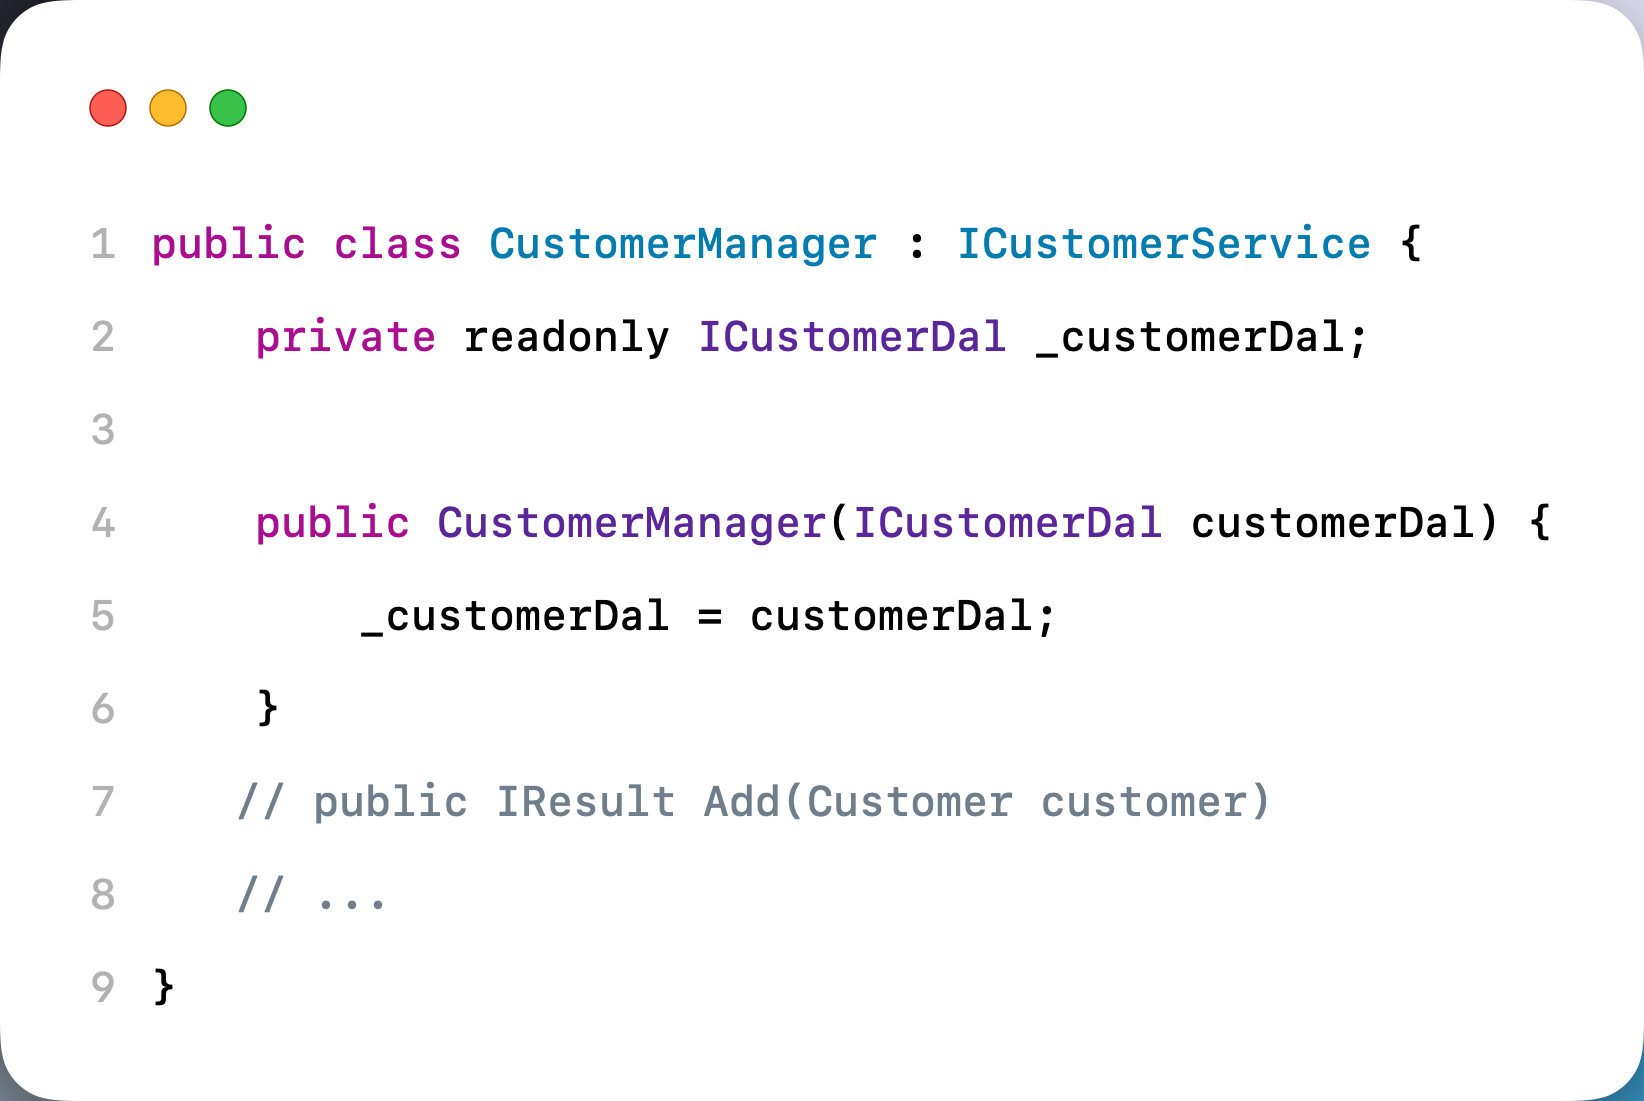 1 public class CustomerManager : ICustomerService {
2     private readonly ICustomerDal _customerDal;
3
4     public CustomerManager(ICustomerDal customerDal) {
5         _customerDal = customerDal;
6     }
7    // public IResult Add(Customer customer)
8    // ...
9 }